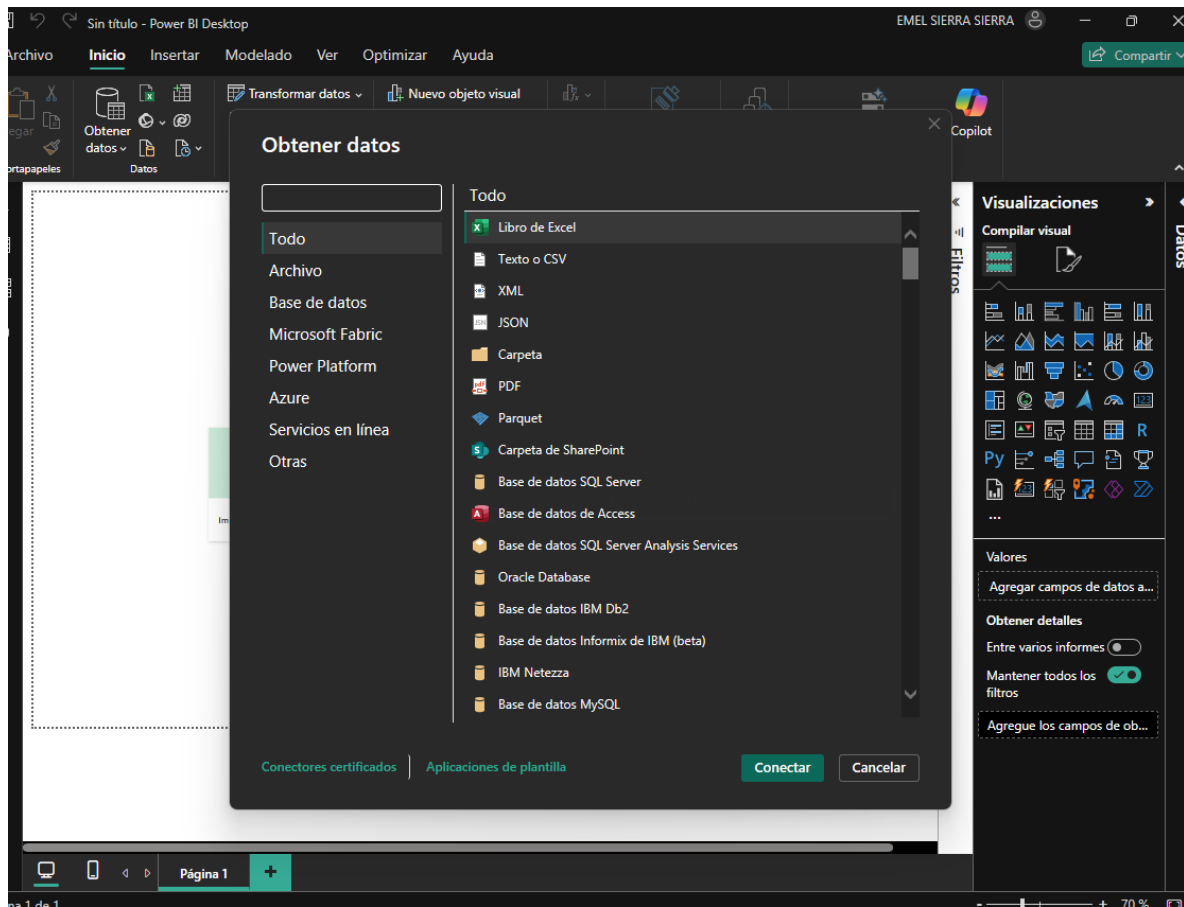 Sin título - Power BI Desktop
EMEL SIERRA SIERRA
Archivo Inicio Insertar Modelado Ver Optimizar Ayuda
Compartir
Transformar datos
Nuevo objeto visual
Obtener datos
Datos
Copilot
Obtener datos
Todo
Archivo
Base de datos
Microsoft Fabric
Power Platform
Azure
Servicios en línea
Otras
Todo
Libro de Excel
Texto o CSV
XML
JSON
Carpeta
PDF
Parquet
Carpeta de SharePoint
Base de datos SQL Server
Base de datos de Access
Base de datos SQL Server Analysis Services
Oracle Database
Base de datos IBM Db2
Base de datos Informix de IBM (beta)
IBM Netezza
Base de datos MySQL
Conectores certificados
Aplicaciones de plantilla
Conectar
Cancelar
Filtros
Visualizaciones
Compilar visual
123
R
Py
...
Valores
Agregar campos de datos a...
Obtener detalles
Entre varios informes
Mantener todos los
filtros
Agregue los campos de ob...
Datos
Página 1
70 %